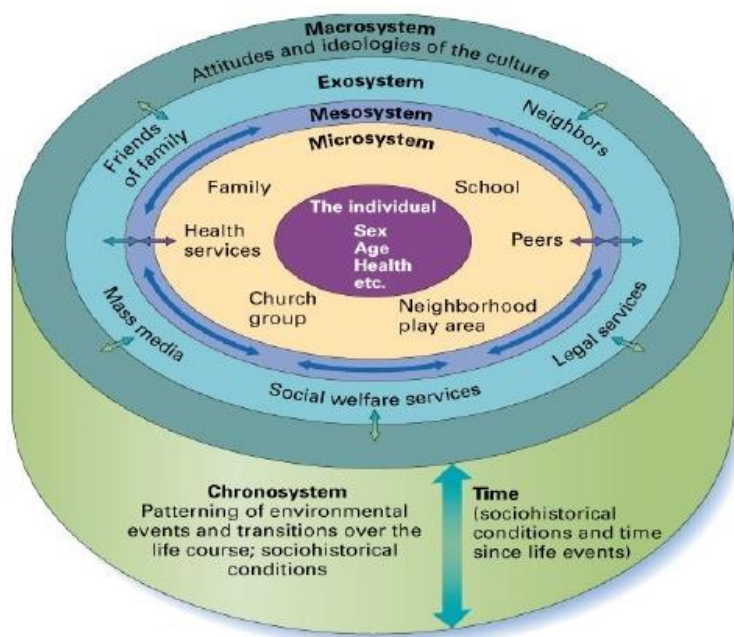 Macrosystem
Attitudes and ideologies of the culture
Exosystem
Mesosystem
Microsystem
Friends
of family
Neighbors
Family
School
The individual
Sex
Age
Health
etc.
Health
services
Peers
Church
group
Neighborhood
play area
Mass media
Legal services
Social welfare services
Chronosystem
Patterning of environmental
events and transitions over the
life course; sociohistorical
conditions
Time
(sociohistorical
conditions and time
since life events)